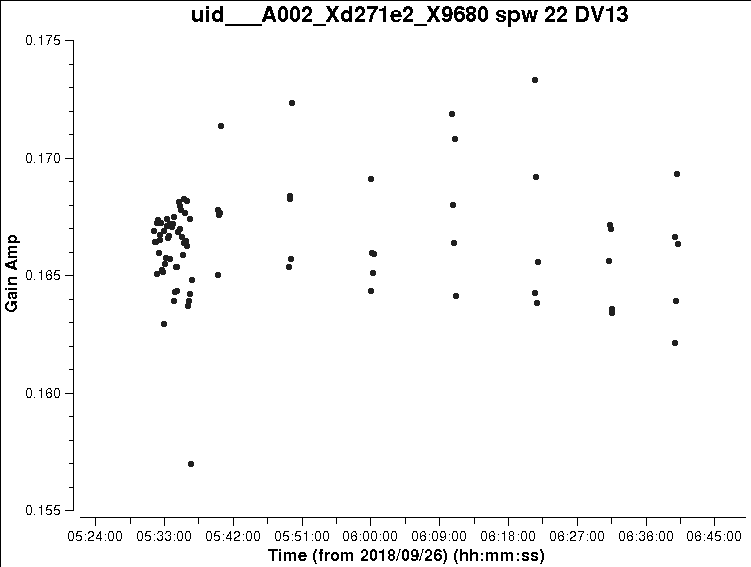 uid___A002_Xd271e2_X9680 spw 22 DV13
0.175
0.170
0.165
0.160
0.155
Gain Amp
05:24:00 05:33:00 05:42:00 05:51:00 06:00:00 06:09:00 06:18:00 06:27:00 06:36:00 06:45:00
Time (from 2018/09/26) (hh:mm:ss)